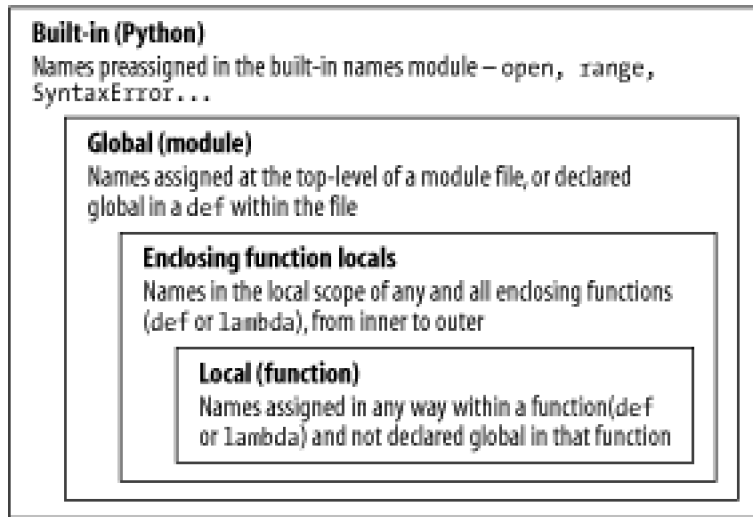 Built-in (Python)
Names preassigned in the built-in names module – open, range,
SyntaxError...
Global (module)
Names assigned at the top-level of a module file, or declared
global in a def within the file
Enclosing function locals
Names in the local scope of any and all enclosing functions
(def or lambda), from inner to outer
Local (function)
Names assigned in any way within a function(def
or lambda) and not declared global in that function